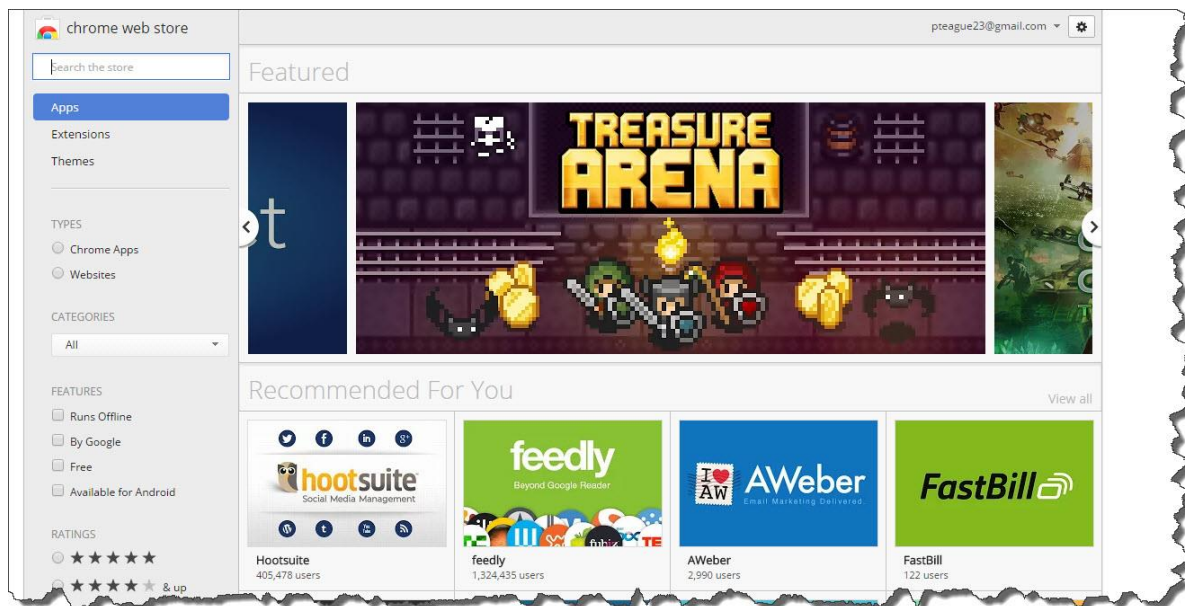 chrome web store
pteague23@gmail.com
Search the store
Apps
Extensions
Themes
TYPES
Chrome Apps
Websites
CATEGORIES
All
FEATURES
Runs Offline
By Google
Free
Available for Android
RATINGS
& up
Featured
t
TREASURE
ARENA
Recommended For You
View all
hootsuite
Social Media Management
Hootsuite
405,478 users
feedly
Beyond Google Reader
feedly
1,324,435 users
I ♥
AW
AWeber
Email Marketing Delivered.
AWeber
2,990 users
FastBill
FastBill
122 users